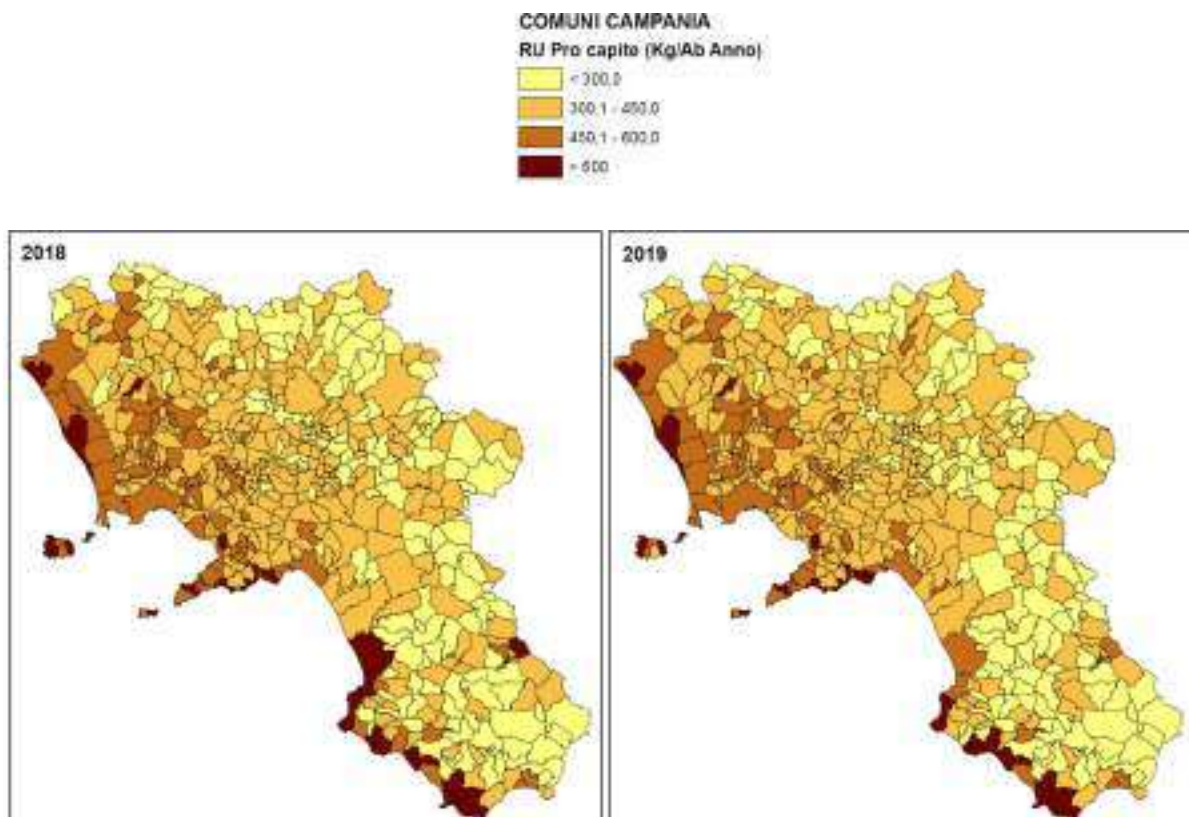 COMUNI CAMPANIA
RU Pro capite (Kg/Ab Anno)
< 300,0
300,1 - 450,0
450,1 - 600,0
> 600
2018
2019